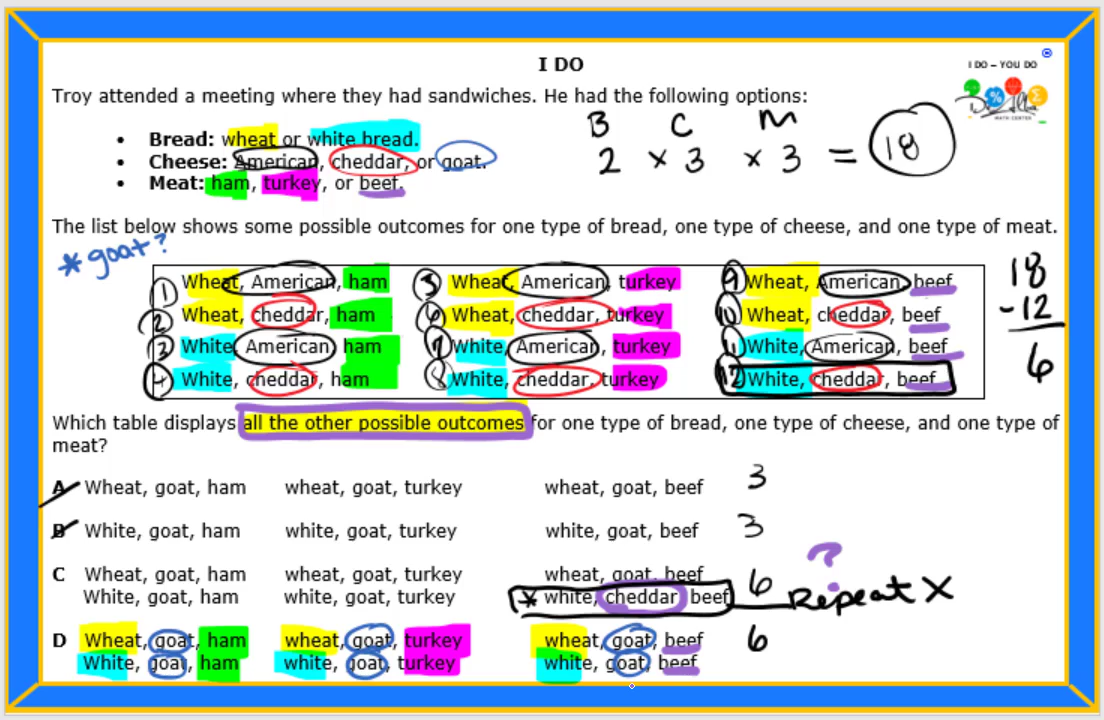 I DO
I DO – YOU DO
MATH CENTER
Troy attended a meeting where they had sandwiches. He had the following options:
• Bread: wheat or white bread.
• Cheese: American, cheddar, or goat.
• Meat: ham, turkey, or beef.
B C M
2 × 3 × 3 = 18
The list below shows some possible outcomes for one type of bread, one type of cheese, and one type of meat.
* goat?
1 Wheat, American, ham 5 Wheat, American, turkey 9 Wheat, American, beef
2 Wheat, cheddar, ham 6 Wheat, cheddar, turkey 10 Wheat, cheddar, beef
3 White, American, ham 7 White, American, turkey 11 White, American, beef
4 White, cheddar, ham 8 White, cheddar, turkey 12 White, cheddar, beef
18
-12
6
Which table displays all the other possible outcomes for one type of bread, one type of cheese, and one type of
meat?
A Wheat, goat, ham wheat, goat, turkey wheat, goat, beef 3
B White, goat, ham white, goat, turkey white, goat, beef 3
C Wheat, goat, ham wheat, goat, turkey wheat, goat, beef 6 ?
White, goat, ham white, goat, turkey * white, cheddar, beef Repeat X
D Wheat, goat, ham wheat, goat, turkey wheat, goat, beef 6
White, goat, ham white, goat, turkey white, goat, beef